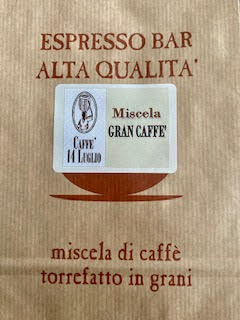 ESPRESSO BAR
ALTA QUALITA'
Miscela
GRAN CAFFE'
CAFFE'
14 LUGLIO
miscela di caffè
torrefatto in grani